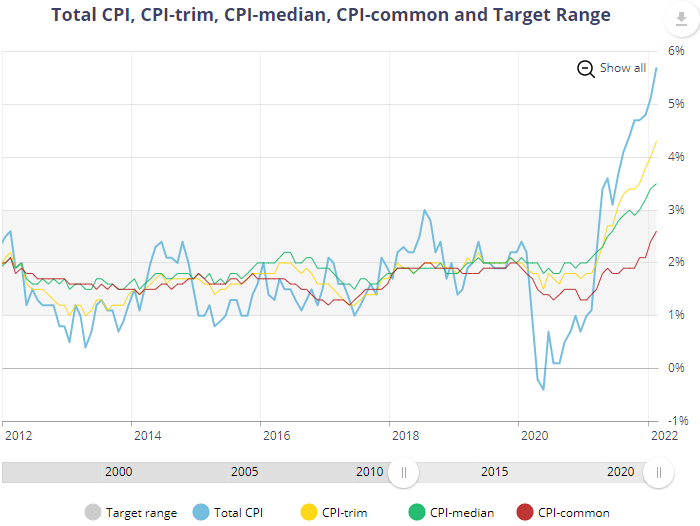 Total CPI, CPI-trim, CPI-median, CPI-common and Target Range
Show all
6%
5%
4%
3%
2%
1%
0%
-1%
2012 2014 2016 2018 2020 2022
2000 2005 2010 2015 2020
Target range Total CPI CPI-trim CPI-median CPI-common